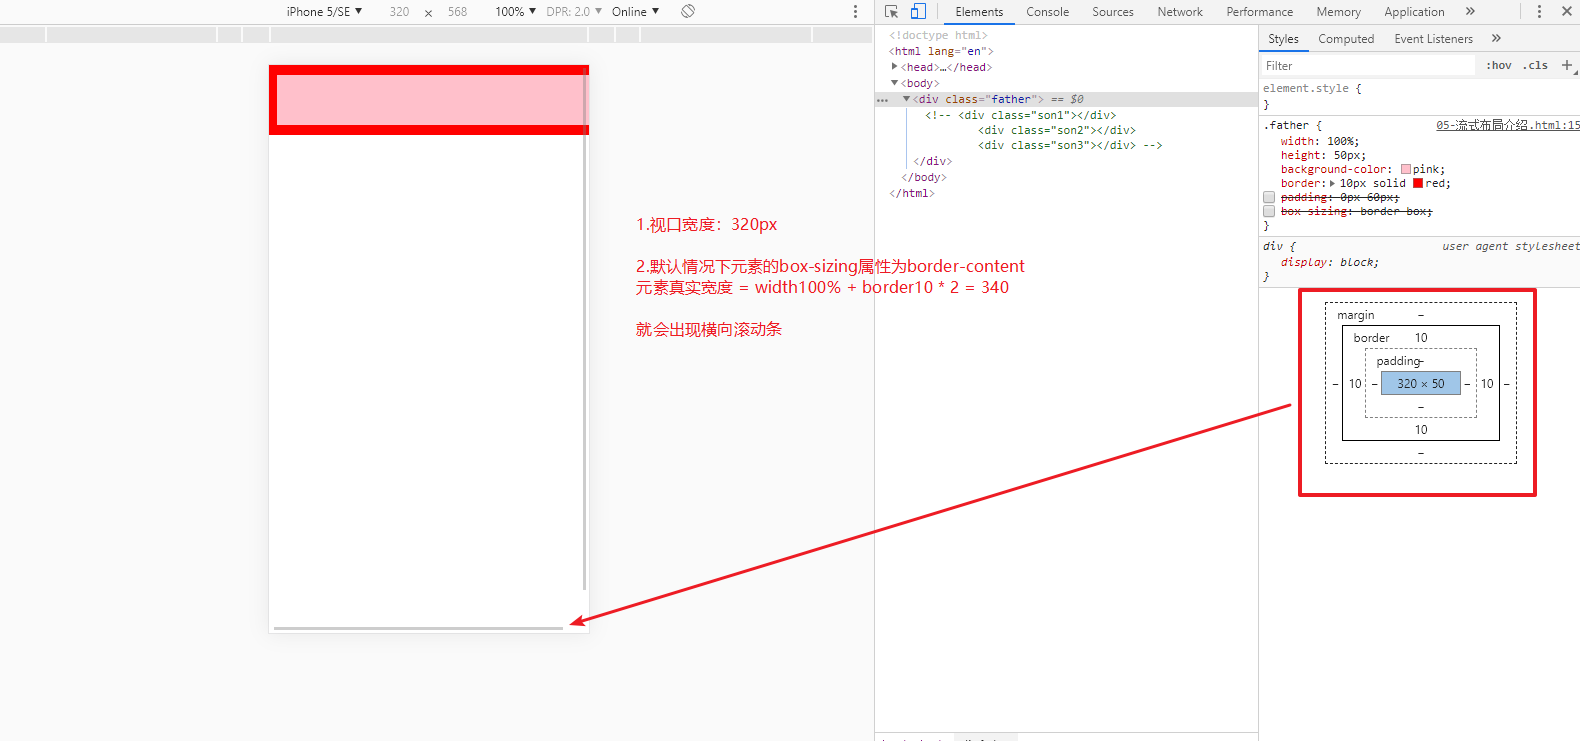 iPhone 5/SE ▼ 320 × 568 100% ▼ DPR: 2.0 ▼ Online ▼
Elements Console Sources Network Performance Memory Application »
<!doctype html>
<html lang="en">
▶<head>…</head>
▼<body>
… ▼<div class="father"> == $0
<!-- <div class="son1"></div>
<div class="son2"></div>
<div class="son3"></div> -->
</div>
</body>
</html>
Styles Computed Event Listeners »
Filter :hov .cls +
element.style {
}
.father { 05-流式布局介绍.html:15
width: 100%;
height: 50px;
background-color: pink;
border:▶ 10px solid red;
padding: 0px 60px;
box-sizing: border-box;
}
div { user agent stylesheet
display: block;
}
margin –
border 10
padding –
– 10 – 320 × 50 – 10 –
–
10
–
1.视口宽度：320px
2.默认情况下元素的box-sizing属性为border-content
元素真实宽度 = width100% + border10 * 2 = 340
就会出现横向滚动条